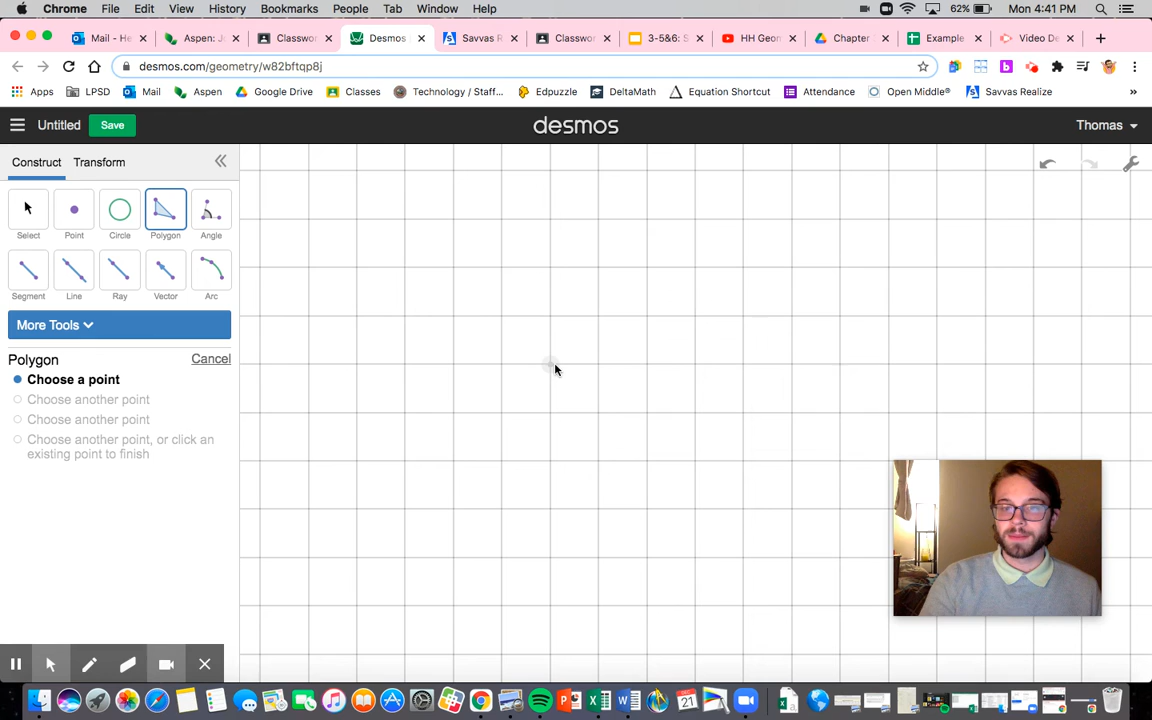 Chrome File Edit View History Bookmarks People Tab Window Help 62% Mon 4:41 PM
Mail - He Aspen: Jo Classwor Desmos Savvas R Classwor 3-5&6: S HH Geom Chapter Example Video De
desmos.com/geometry/w82bftqp8j
Apps LPSD Mail Aspen Google Drive Classes Technology / Staff... Edpuzzle DeltaMath Equation Shortcut Attendance Open Middle® Savvas Realize »
Untitled Save desmos Thomas
Construct Transform
Select Point Circle Polygon Angle
Segment Line Ray Vector Arc
More Tools
Polygon Cancel
Choose a point
Choose another point
Choose another point
Choose another point, or click an
existing point to finish